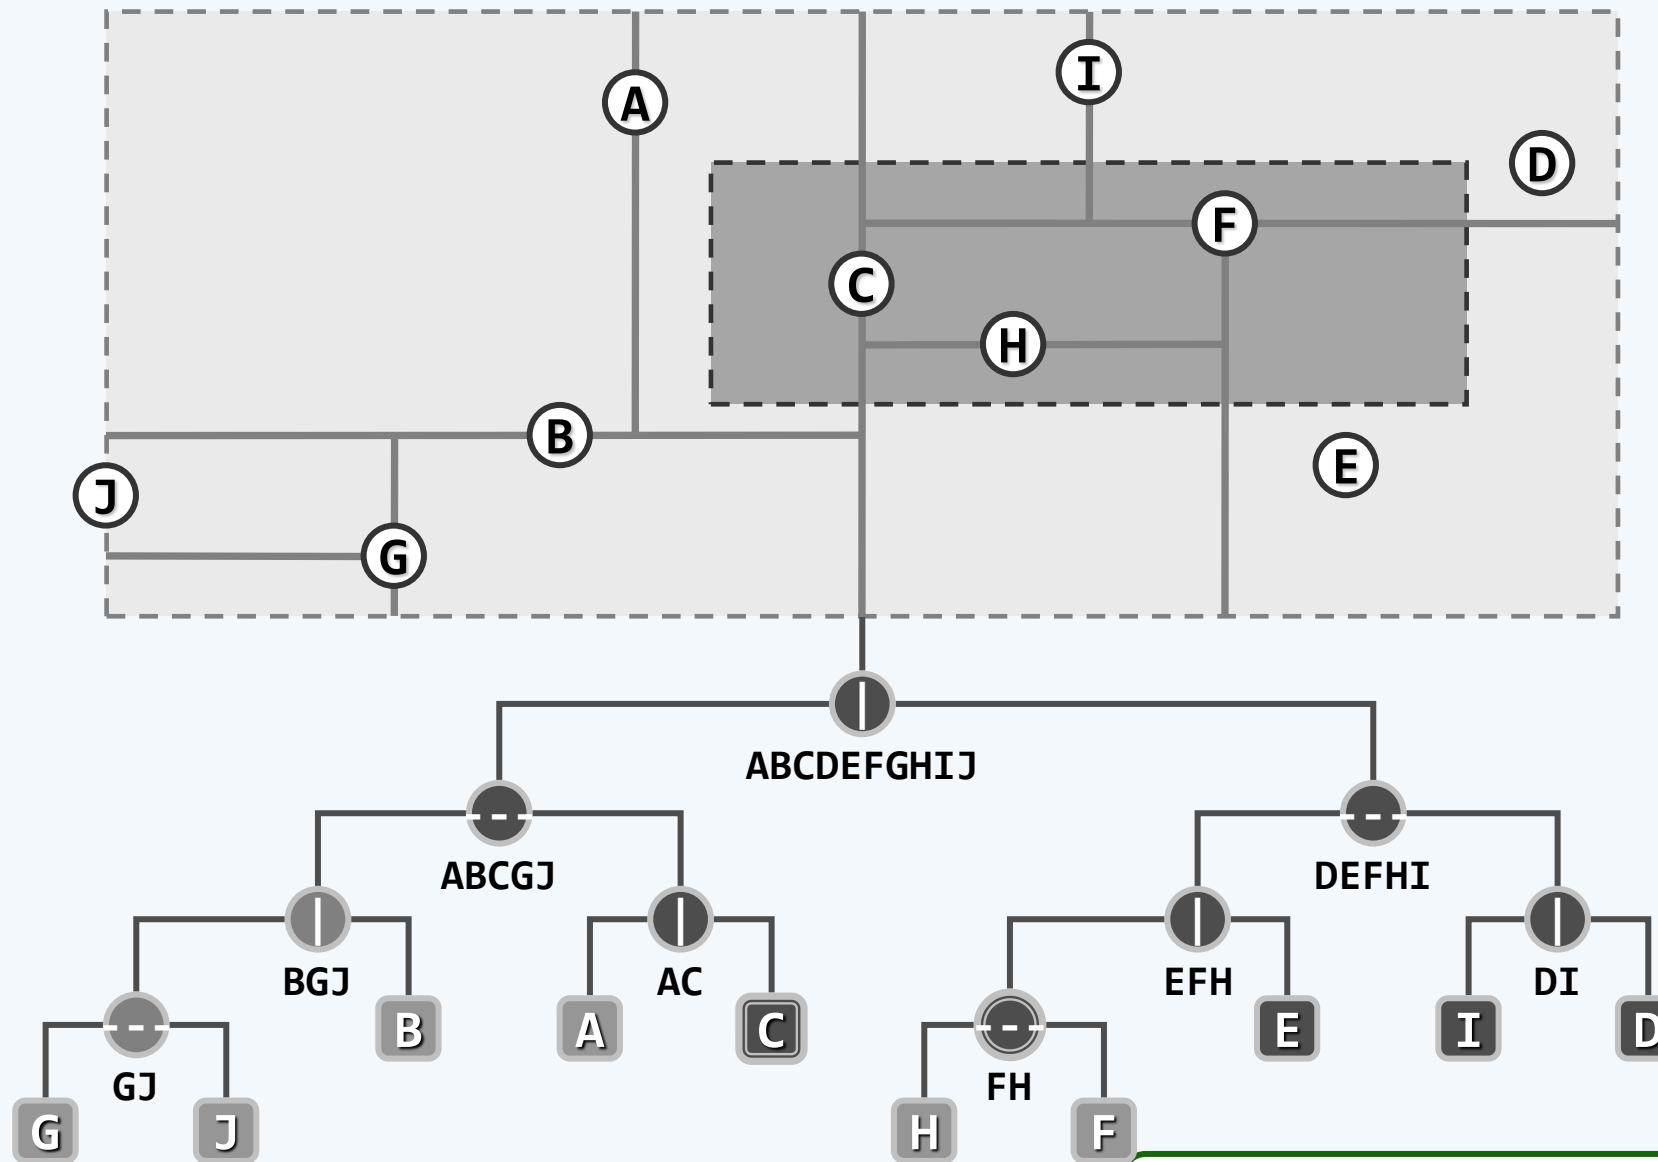 I
A
D
F
C
H
B
E
J
G
ABCDEFGHIJ
ABCGJ DEFHI
BGJ AC EFH DI
B A C E I D
GJ FH
G J H F